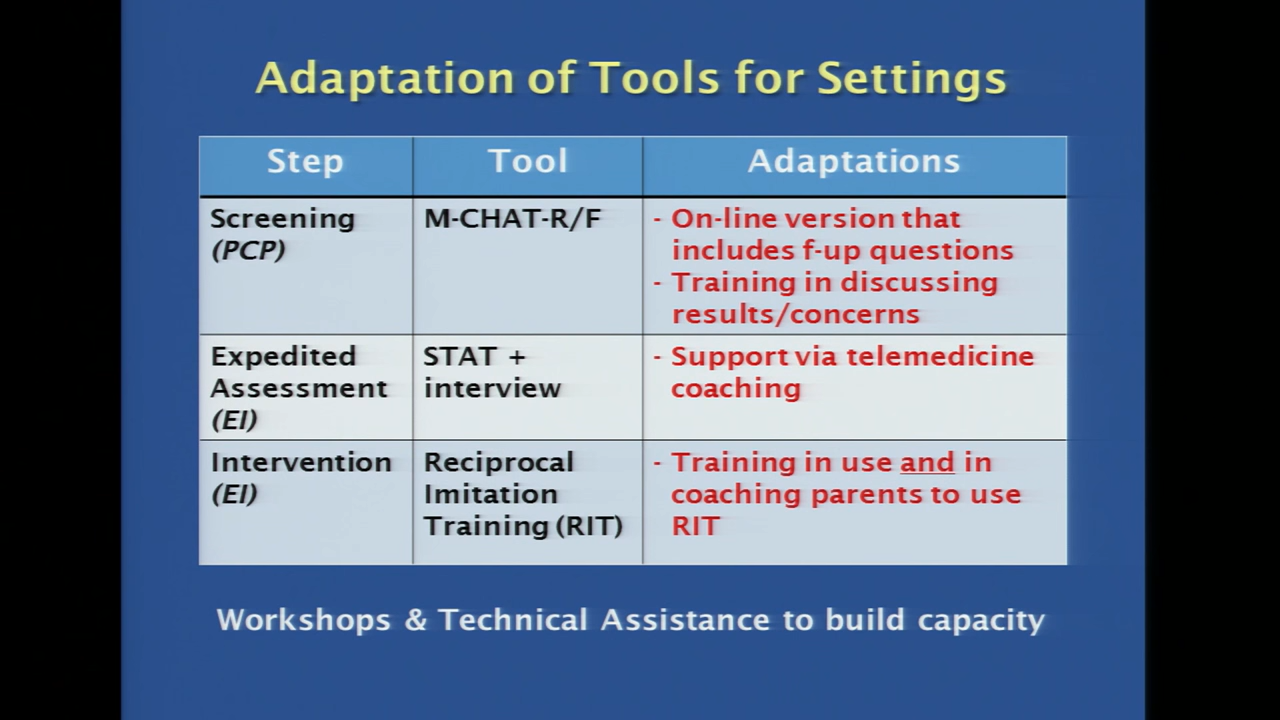 Adaptation of Tools for Settings
Step Tool Adaptations
Screening
(PCP)
M-CHAT-R/F
- On-line version that
includes f-up questions
- Training in discussing
results/concerns
Expedited
Assessment
(EI)
STAT +
interview
- Support via telemedicine
coaching
Intervention
(EI)
Reciprocal
Imitation
Training (RIT)
- Training in use and in
coaching parents to use
RIT
Workshops & Technical Assistance to build capacity